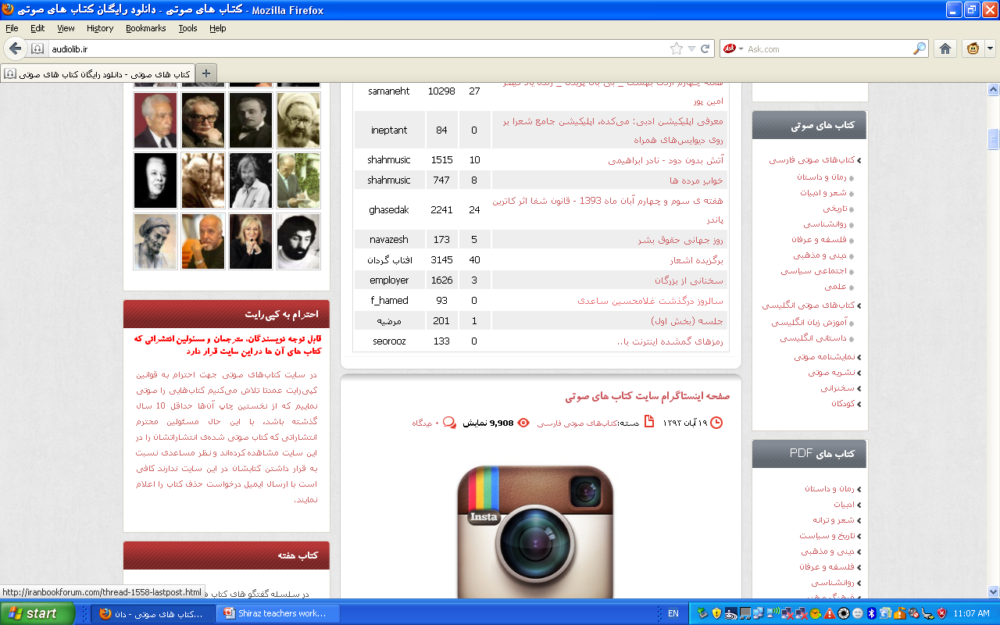 کتاب های صوتی - دانلود رایگان کتاب های صوتی - Mozilla Firefox
File Edit View History Bookmarks Tools Help
audiolib.ir
Ask.com
کتاب های صوتی - دانلود رایگان کتاب های صوتی
کتاب های صوتی
کتاب‌های صوتی فارسی
رمان و داستان
شعر و ادبیات
تاریخی
روانشناسی
فلسفه و عرفان
دینی و مذهبی
اجتماعی سیاسی
علمی
کتاب‌های صوتی انگلیسی
آموزش زبان انگلیسی
داستانی انگلیسی
نمایشنامه صوتی
نشریه صوتی
سخنرانی
کودکان
کتاب های PDF
رمان و داستان
ادبیات
شعر و ترانه
تاریخ و سیاست
دینی و مذهبی
فلسفه و عرفان
روانشناسی
امین پور 27 10298 samaneht
معرفی اپلیکیشن ادبی: می‌کده، اپلیکیشن جامع شعرا بر
روی دیوایس‌های همراه 0 84 ineptant
آتش بدون دود - نادر ابراهیمی 10 1515 shahmusic
خواب مرده ها 8 747 shahmusic
هفته ی سوم و چهارم آبان ماه 1393 - قانون شفا اثر کاترین
پاندر 24 2241 ghasedak
روز جهانی حقوق بشر 5 173 navazesh
برگزیده اشعار 40 3145 افتاب گردان
سخنانی از بزرگان 3 1626 employer
سالروز درگذشت غلامحسین ساعدی 0 93 f_hamed
جلسه (بخش اول) 1 201 مرضیه
رمزهای گمشده اینترنت با.. 0 133 seorooz
صفحه اینستاگرام سایت کتاب های صوتی
۱۹ آبان ۱۳۹۳ دسته: کتاب‌های صوتی فارسی 9,908 نمایش ۰ دیدگاه
Insta
احترام به کپی‌رایت
قابل توجه نویسندگان، مترجمان و مسئولین انتشراتی که
کتاب های آن ها در این سایت قرار دارد
در سایت کتاب‌های صوتی جهت احترام به قوانین
کپی‌رایت عمدتا تلاش می‌کنیم کتاب‌هایی را صوتی
نماییم که از نخستین چاپ آن‌ها حداقل 10 سال
گذشته باشد، با این حال مسئولین محترم
انتشاراتی که کتاب صوتی شده‌ی انتشاراتشان را در
این سایت مشاهده کرده‌اند و نظر مساعدی نسبت
به قرار داشتن کتابشان در این سایت ندارند کافی
است با ارسال ایمیل درخواست حذف کتاب را اعلام
نمایند.
کتاب هفته
در سلسله گفتگو های کتاب
http://iranbookforum.com/thread-1558-lastpost.html
start
کتاب های صوتی - دان...
Shiraz teachers work...
EN
11:07 AM